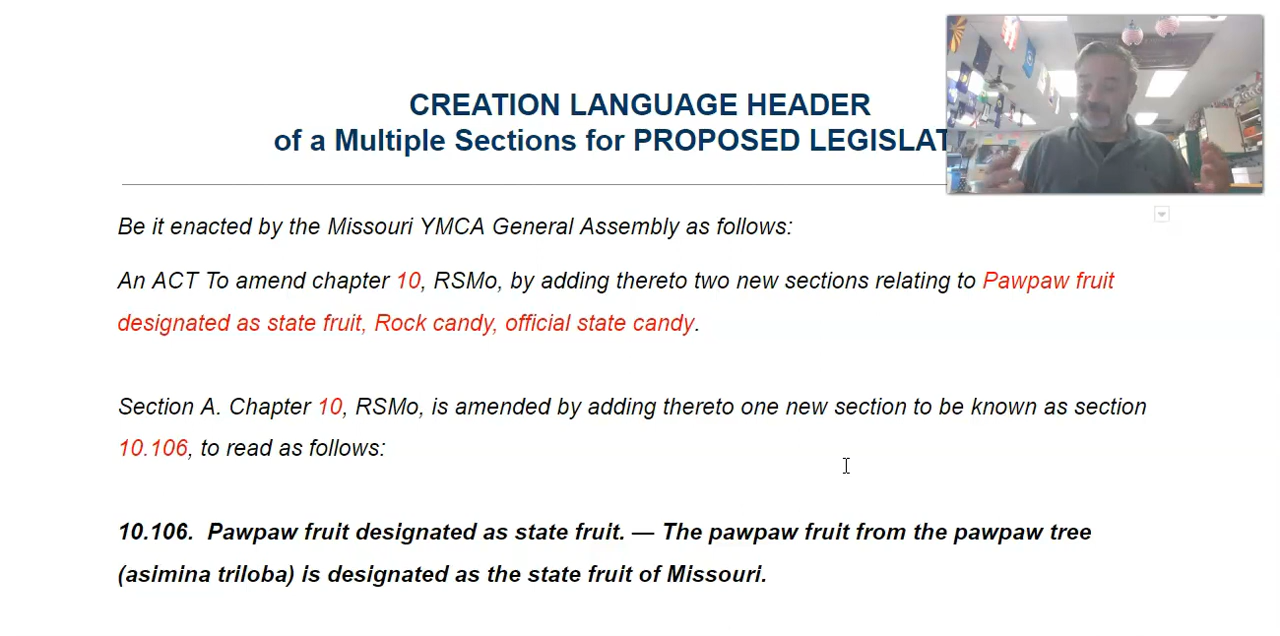 CREATION LANGUAGE HEADER
of a Multiple Sections for PROPOSED LEGISLAT
Be it enacted by the Missouri YMCA General Assembly as follows:
An ACT To amend chapter 10, RSMo, by adding thereto two new sections relating to Pawpaw fruit
designated as state fruit, Rock candy, official state candy.
Section A. Chapter 10, RSMo, is amended by adding thereto one new section to be known as section
10.106, to read as follows:
10.106. Pawpaw fruit designated as state fruit. — The pawpaw fruit from the pawpaw tree
(asimina triloba) is designated as the state fruit of Missouri.